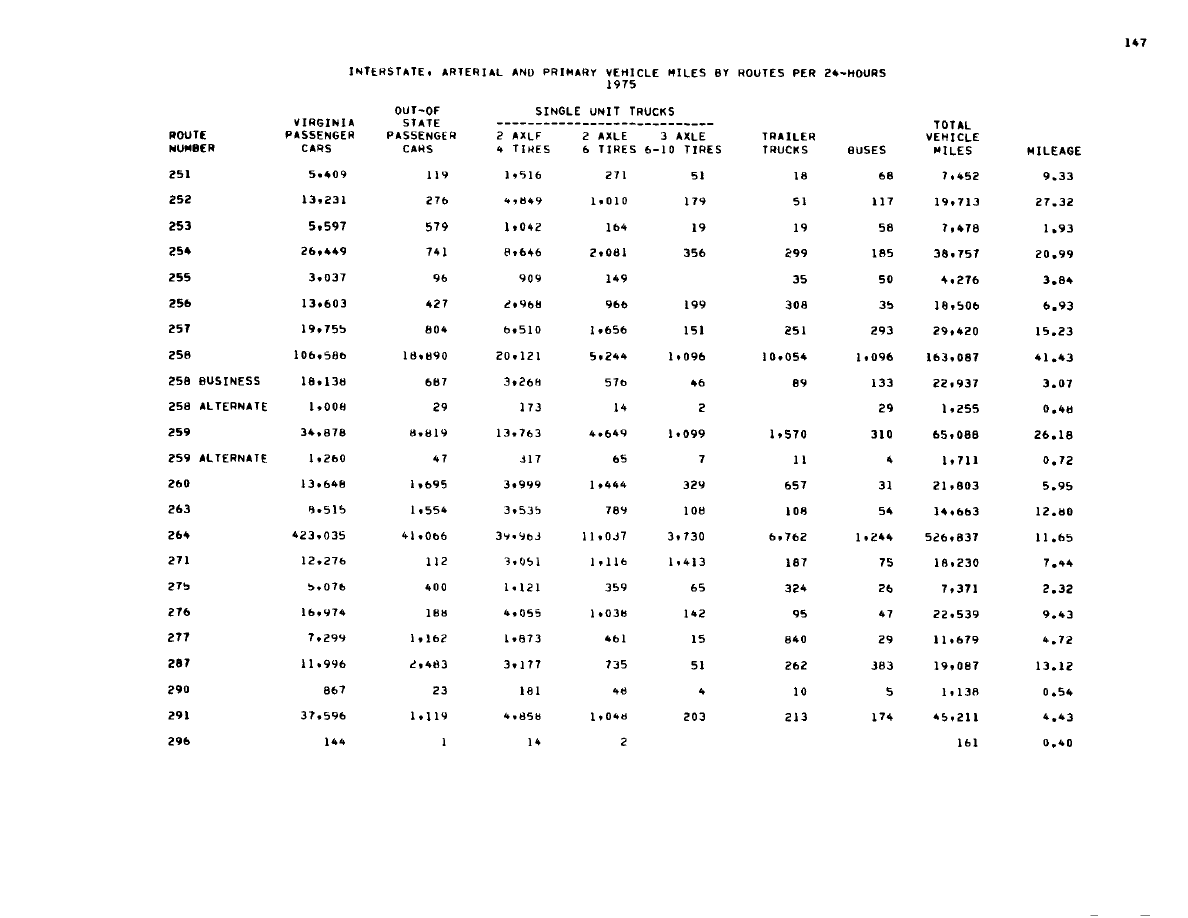 147
INTERSTATE, ARTERIAL AND PRIMARY VEHICLE MILES BY ROUTES PER 24-HOURS
1975
OUT-OF SINGLE UNIT TRUCKS
VIRGINIA STATE ---------------------------- TOTAL
ROUTE PASSENGER PASSENGER 2 AXLE 2 AXLE 3 AXLE TRAILER VEHICLE
NUMBER CARS CARS 4 TIRES 6 TIRES 6-10 TIRES TRUCKS BUSES MILES MILEAGE
251 5,409 119 1,516 271 51 18 68 7,452 9.33
252 13,231 276 4,849 1,010 179 51 117 19,713 27.32
253 5,597 579 1,042 164 19 19 58 7,478 1.93
254 26,449 741 8,646 2,081 356 299 185 38,757 20.99
255 3,037 96 909 149 35 50 4,276 3.84
256 13,603 427 2,968 966 199 308 35 18,506 6.93
257 19,755 804 6,510 1,656 151 251 293 29,420 15.23
258 106,586 18,890 20,121 5,244 1,096 10,054 1,096 163,087 41.43
258 BUSINESS 18,138 687 3,268 576 46 89 133 22,937 3.07
258 ALTERNATE 1,008 29 173 14 2 29 1,255 0.48
259 34,878 8,819 13,763 4,649 1,099 1,570 310 65,088 26.18
259 ALTERNATE 1,260 47 317 65 7 11 4 1,711 0.72
260 13,648 1,695 3,999 1,444 329 657 31 21,803 5.95
263 8,515 1,554 3,535 789 108 108 54 14,663 12.80
264 423,035 41,066 39,963 11,037 3,730 6,762 1,244 526,837 11.65
271 12,276 112 3,051 1,116 1,413 187 75 18,230 7.44
275 5,076 400 1,121 359 65 324 26 7,371 2.32
276 16,974 188 4,055 1,038 142 95 47 22,539 9.43
277 7,299 1,162 1,873 461 15 840 29 11,679 4.72
287 11,996 2,483 3,177 735 51 262 383 19,087 13.12
290 867 23 181 48 4 10 5 1,138 0.54
291 37,596 1,119 4,858 1,048 203 213 174 45,211 4.43
296 144 1 14 2 161 0.40